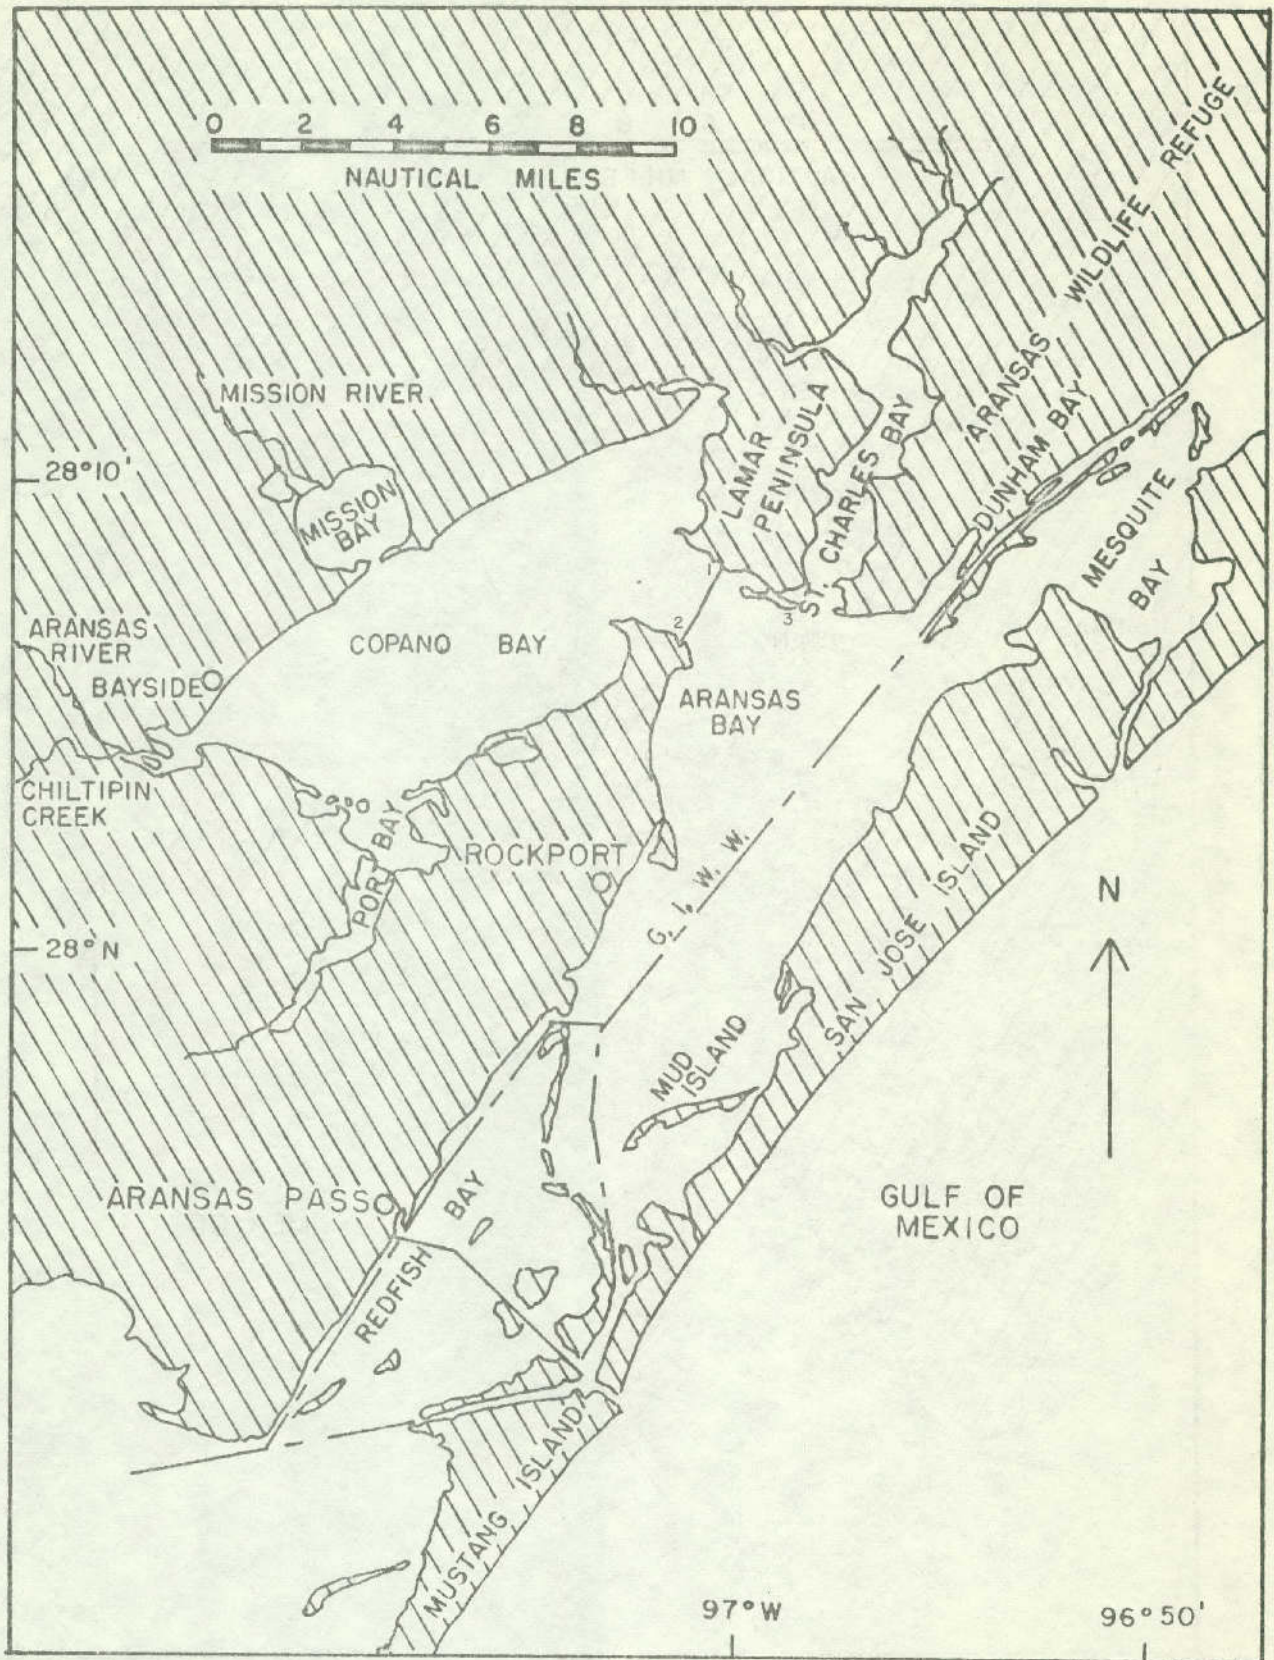 0 2 4 6 8 10
NAUTICAL MILES
ARANSAS WILDLIFE REFUGE
MISSION RIVER
28°10'
MISSION
BAY
LAMAR
PENINSULA
ST. CHARLES BAY
DUNHAM BAY
MESQUITE
BAY
1
2
3
ARANSAS
RIVER
BAYSIDE
COPANO BAY
ARANSAS
BAY
CHILTIPIN
CREEK
PORT BAY
ROCKPORT
G. I. W. W.
SAN JOSE ISLAND
N
28°N
MUD
ISLAND
ARANSAS PASS
REDFISH BAY
GULF OF
MEXICO
MUSTANG ISLAND
97°W
96°50'